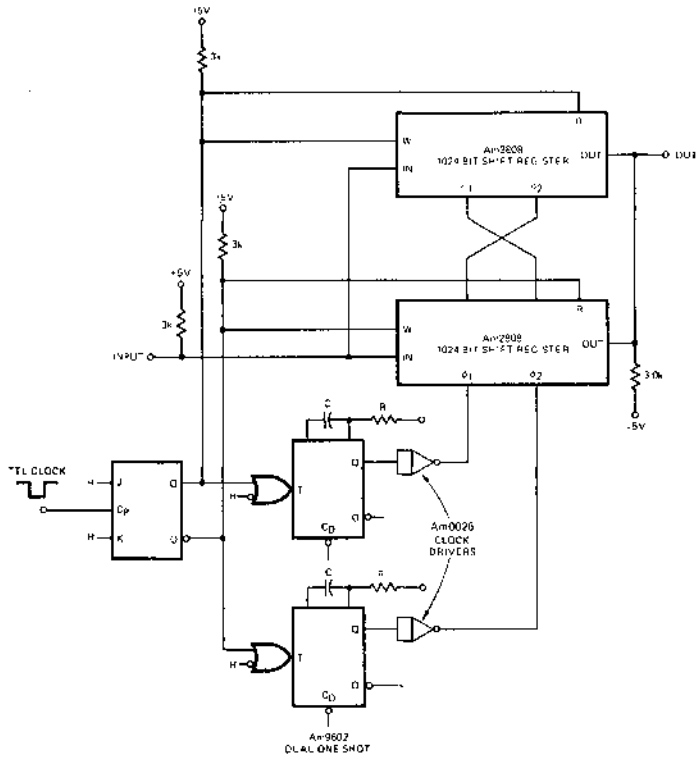 +5V
3k
R
Am2808
1024 BIT SHIFT REGISTER
W
IN
OUT
OUT
φ1
φ2
+5V
3k
+5V
3k
R
Am2808
1024 BIT SHIFT REGISTER
W
IN
OUT
INPUT
φ1
φ2
3.0k
-5V
C
R
TTL CLOCK
H
J
Q
CP
H
K
Q
H
T
Q
Q
CD
Am0026
CLOCK
DRIVERS
C
R
H
T
Q
Q
CD
Am9602
DUAL ONE SHOT